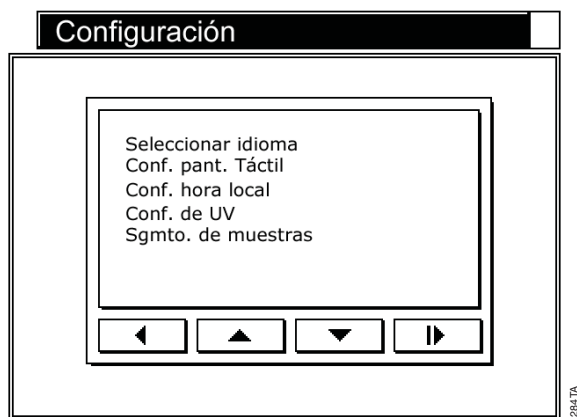 Configuración
Seleccionar idioma
Conf. pant. Táctil
Conf. hora local
Conf. de UV
Sgmto. de muestras
284TA